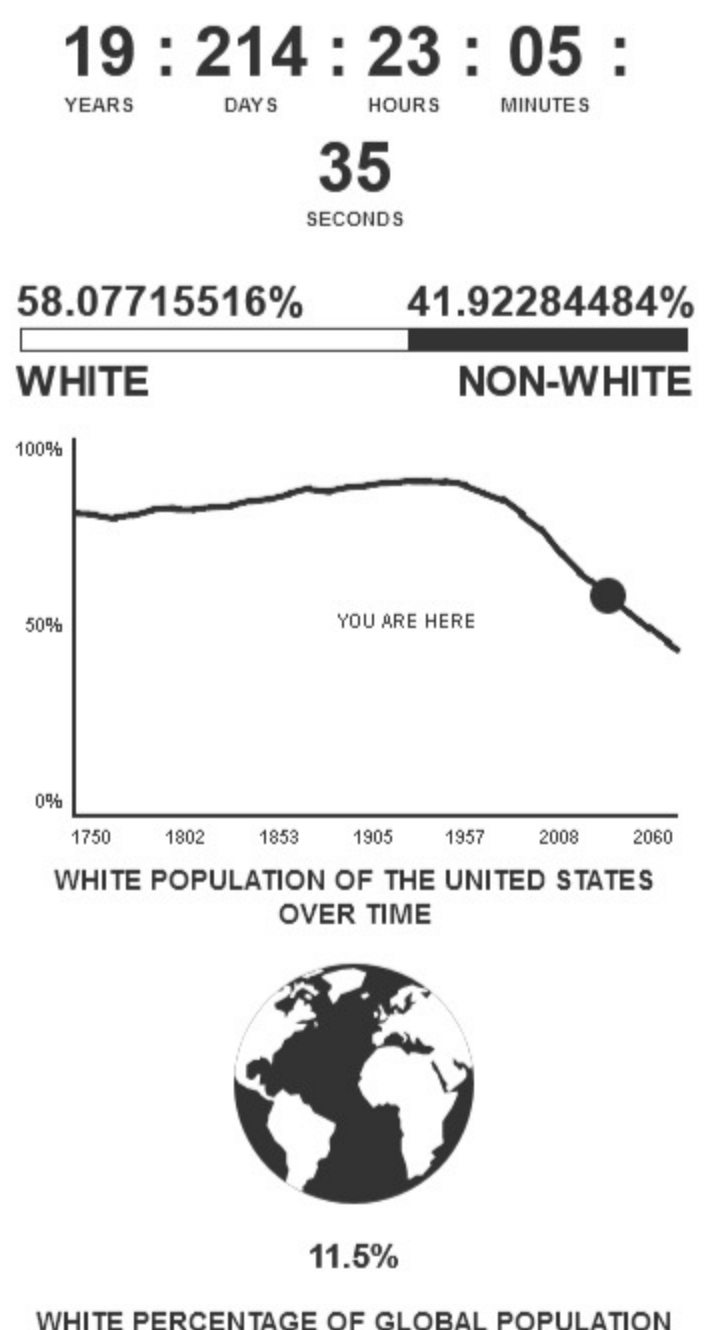 19 : 214 : 23 : 05 :
YEARS DAYS HOURS MINUTES
35
SECONDS
58.07715516% 41.92284484%
WHITE NON-WHITE
100%
50%
YOU ARE HERE
0%
1750 1802 1853 1905 1957 2008 2060
WHITE POPULATION OF THE UNITED STATES
OVER TIME
11.5%
WHITE PERCENTAGE OF GLOBAL POPULATION